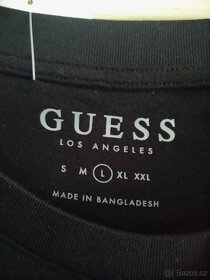 GUESS
LOS ANGELES
S M L XL XXL
MADE IN BANGLADESH
Bazos.cz